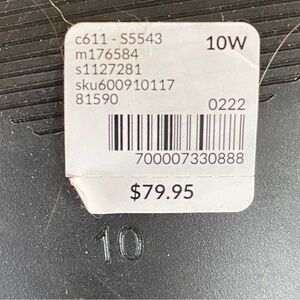 c611 - S5543 10W
m176584
s1127281
sku600910117
81590 0222
700007330888
$79.95
10